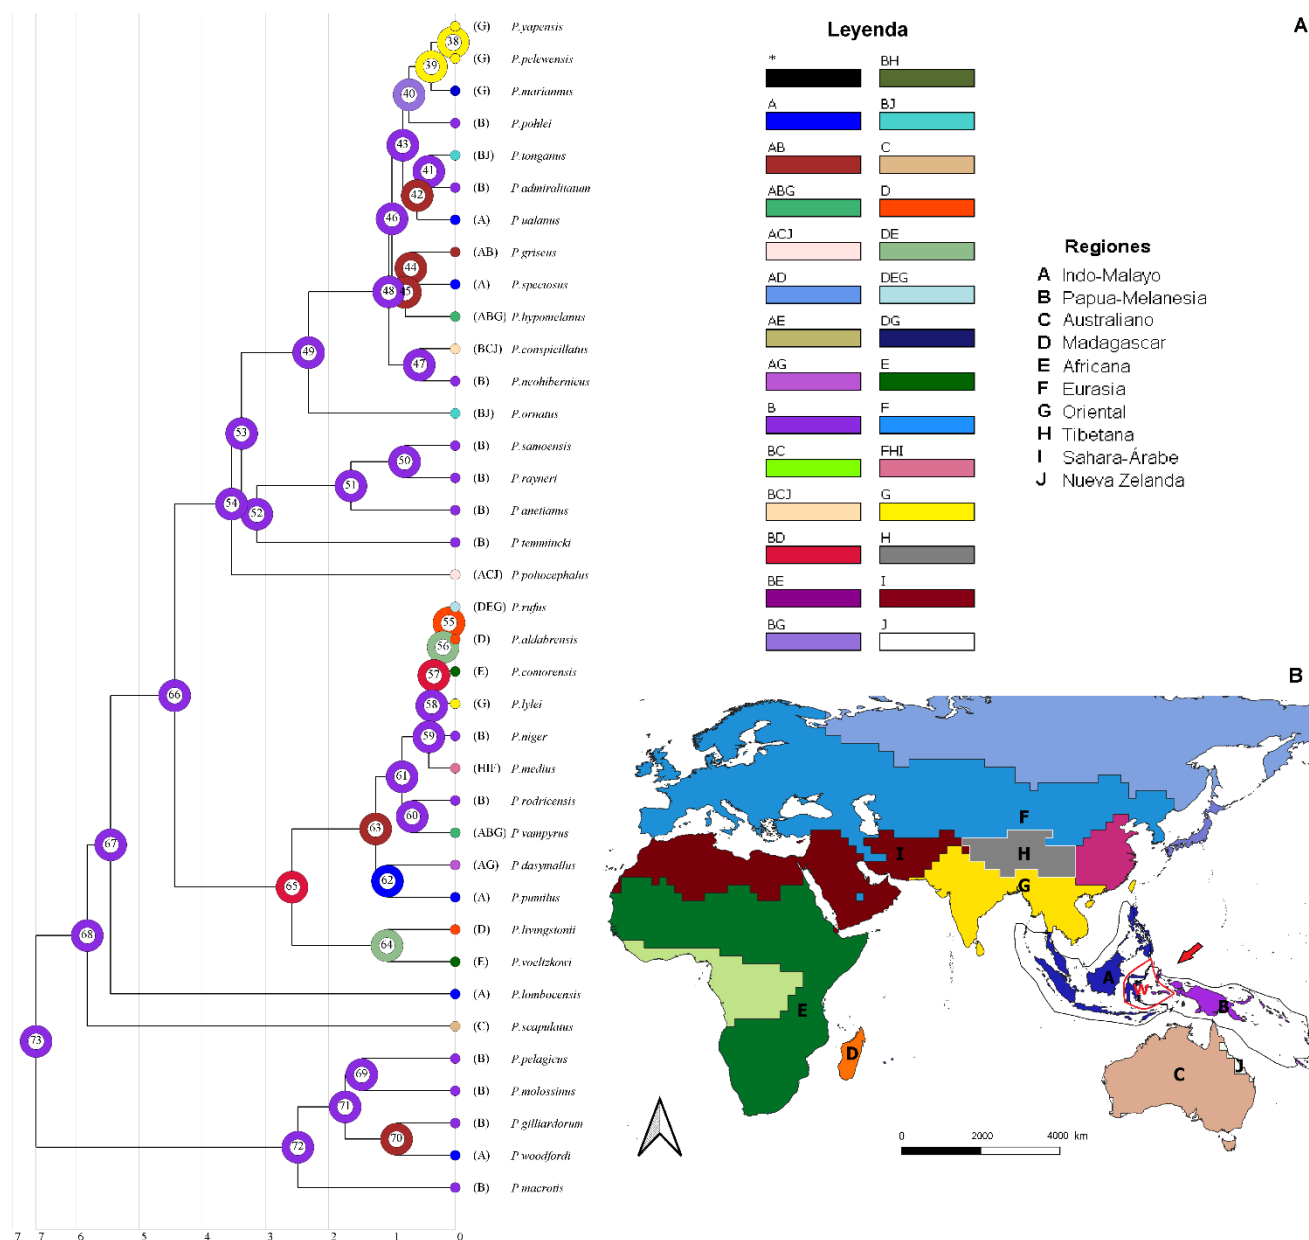 A
Leyenda
*
A
AB
ABG
ACJ
AD
AE
AG
B
BC
BCJ
BD
BE
BG
BH
BJ
C
D
DE
DEG
DG
E
F
FHI
G
H
I
J
Regiones
A Indo-Malayo
B Papua-Melanesia
C Australiano
D Madagascar
E Africana
F Eurasia
G Oriental
H Tibetana
I Sahara-Árabe
J Nueva Zelanda
(G) P.yapensis
(G) P.pelewensis
(G) P.mariannus
(B) P.pohlei
(BJ) P.tonganus
(B) P.admiralitatum
(A) P.ualanus
(AB) P.griseus
(A) P.speciosus
(ABG) P.hypomelanus
(BCJ) P.conspicillatus
(B) P.neohibernicus
(BJ) P.ornatus
(B) P.samoensis
(B) P.rayneri
(B) P.anetianus
(B) P.temmincki
(ACJ) P.poliocephalus
(DEG) P.rufus
(D) P.aldabrensis
(E) P.comorensis
(G) P.lylei
(B) P.niger
(HIF) P.medius
(B) P.rodricensis
(ABG) P.vampyrus
(AG) P.dasymallus
(A) P.pumilus
(D) P.livingstonii
(E) P.voeltzkowi
(A) P.lombocensis
(C) P.scapulatus
(B) P.pelagicus
(B) P.molossinus
(B) P.gilliardorum
(A) P.woodfordi
(B) P.macrotis
38
39
40
43
41
42
46
44
48
45
47
49
53
50
51
54
52
55
56
57
58
59
66
61
60
63
67
62
65
68
64
73
69
71
70
72
7 7 6 5 4 3 2 1 0
B
F
I
H
G
A
W
B
E
D
C
J
0 2000 4000 km